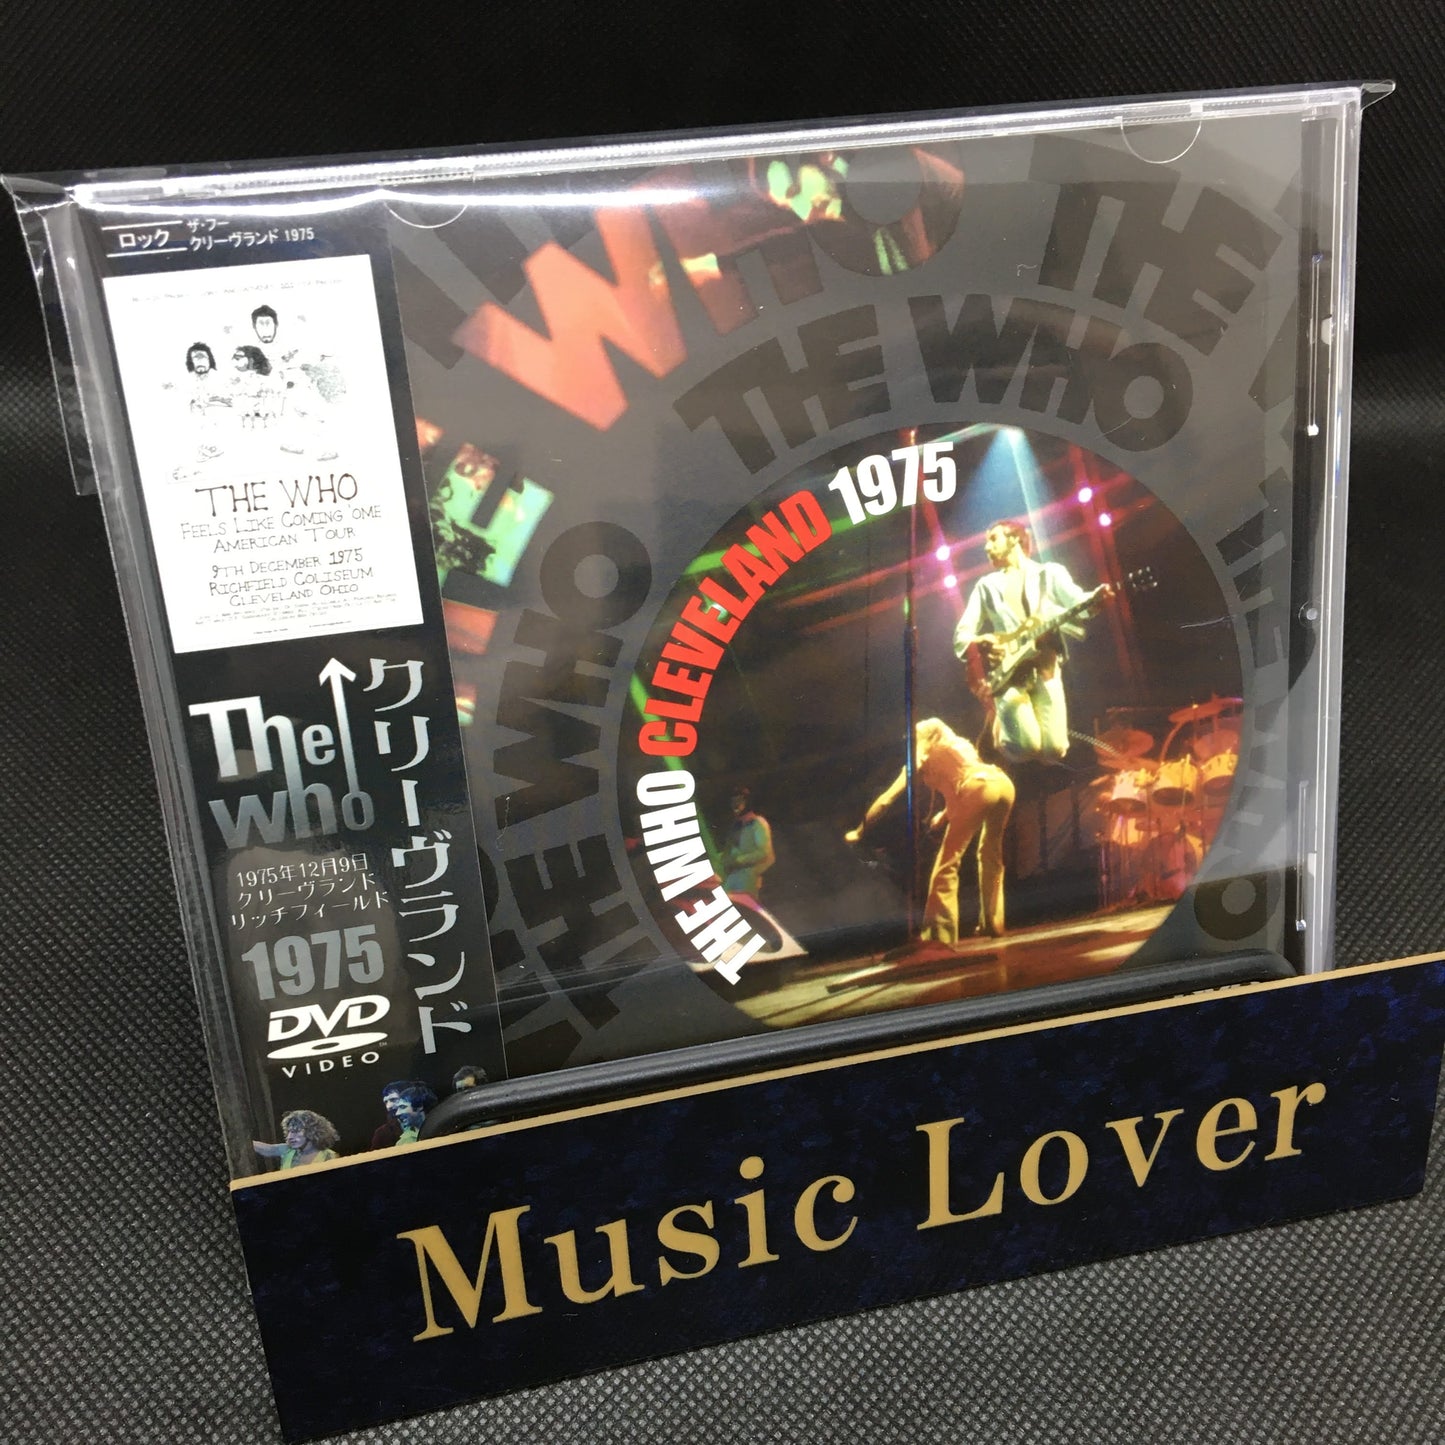 ロック
ザ・フー
クリーヴランド 1975
THE WHO
FEELS LIKE COMING 'OME
AMERICAN TOUR
9TH DECEMBER 1975
RICHFIELD COLISEUM
CLEVELAND OHIO
The
who
クリーヴランド
1975年12月9日
クリーヴランド
リッチフィールド
1975
DVD
VIDEO
THE WHO
THE WHO
THE WHO
THE WHO CLEVELAND 1975
Music Lover